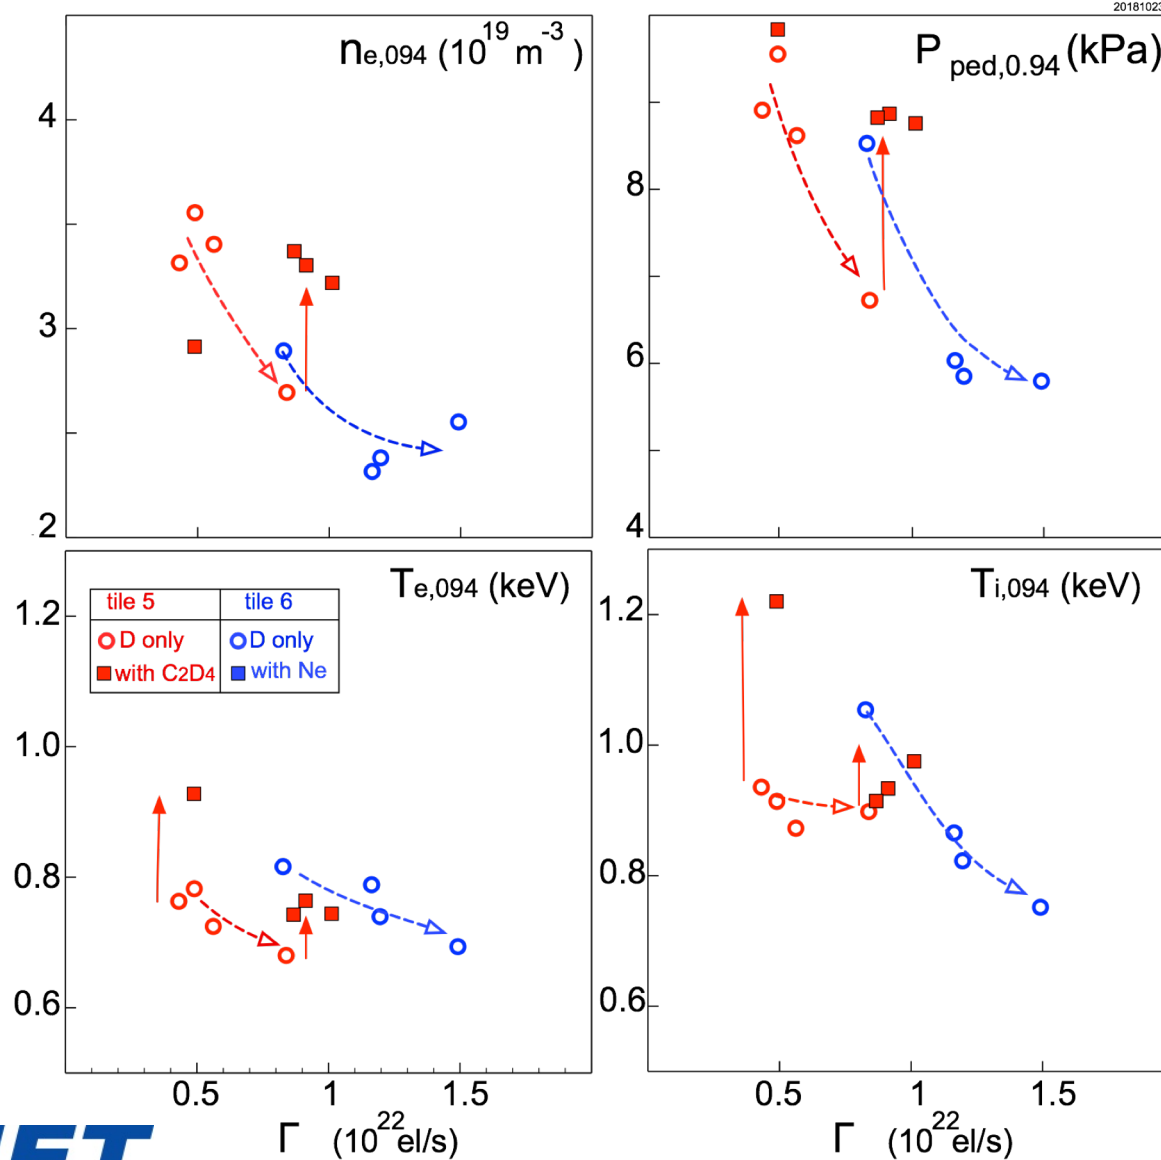 20181023
ne,094 (10^19 m^-3)
4
3
2
P ped,0.94 (kPa)
8
6
4
Te,094 (keV)
tile 5 tile 6
D only D only
with C2D4 with Ne
1.2
1.0
0.8
0.6
0.5 1 1.5
Γ (10^22 el/s)
Ti,094 (keV)
1.2
1.0
0.8
0.6
0.5 1 1.5
Γ (10^22 el/s)